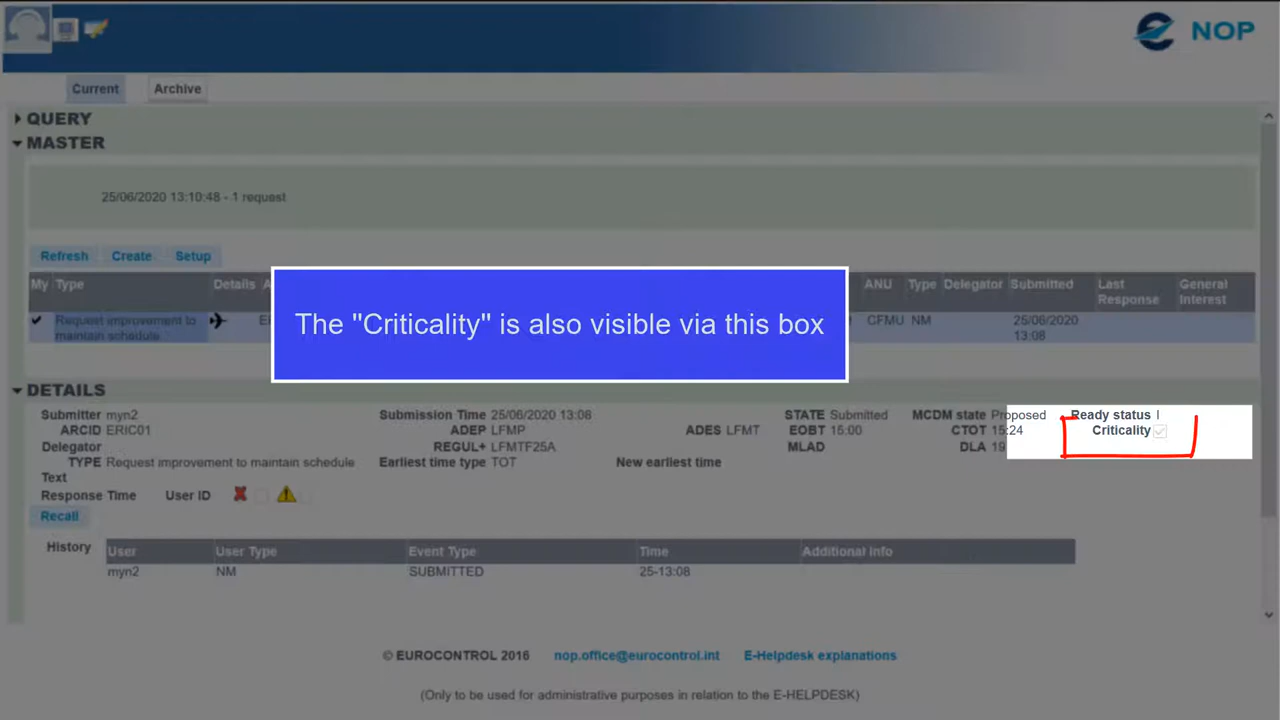 NOP
Current Archive
QUERY
MASTER
25/06/2020 13:10:48 - 1 request
Refresh Create Setup
My Type Details ANU Type Delegator Submitted Last Response General Interest
Request improvement to maintain schedule CFMU NM 25/06/2020 13:08
The "Criticality" is also visible via this box
DETAILS
Submitter myn2 Submission Time 25/06/2020 13:08 STATE Submitted MCDM state Proposed Ready status I
ARCID ERIC01 ADEP LFMP ADES LFMT EOBT 15:00 CTOT 15:24 Criticality
Delegator REGUL+ LFMTF25A MLAD DLA 19
TYPE Request improvement to maintain schedule Earliest time type TOT New earliest time
Text
Response Time User ID
Recall
History User User Type Event Type Time Additional Info
myn2 NM SUBMITTED 25-13:08
© EUROCONTROL 2016 nop.office@eurocontrol.int E-Helpdesk explanations
(Only to be used for administrative purposes in relation to the E-HELPDESK)